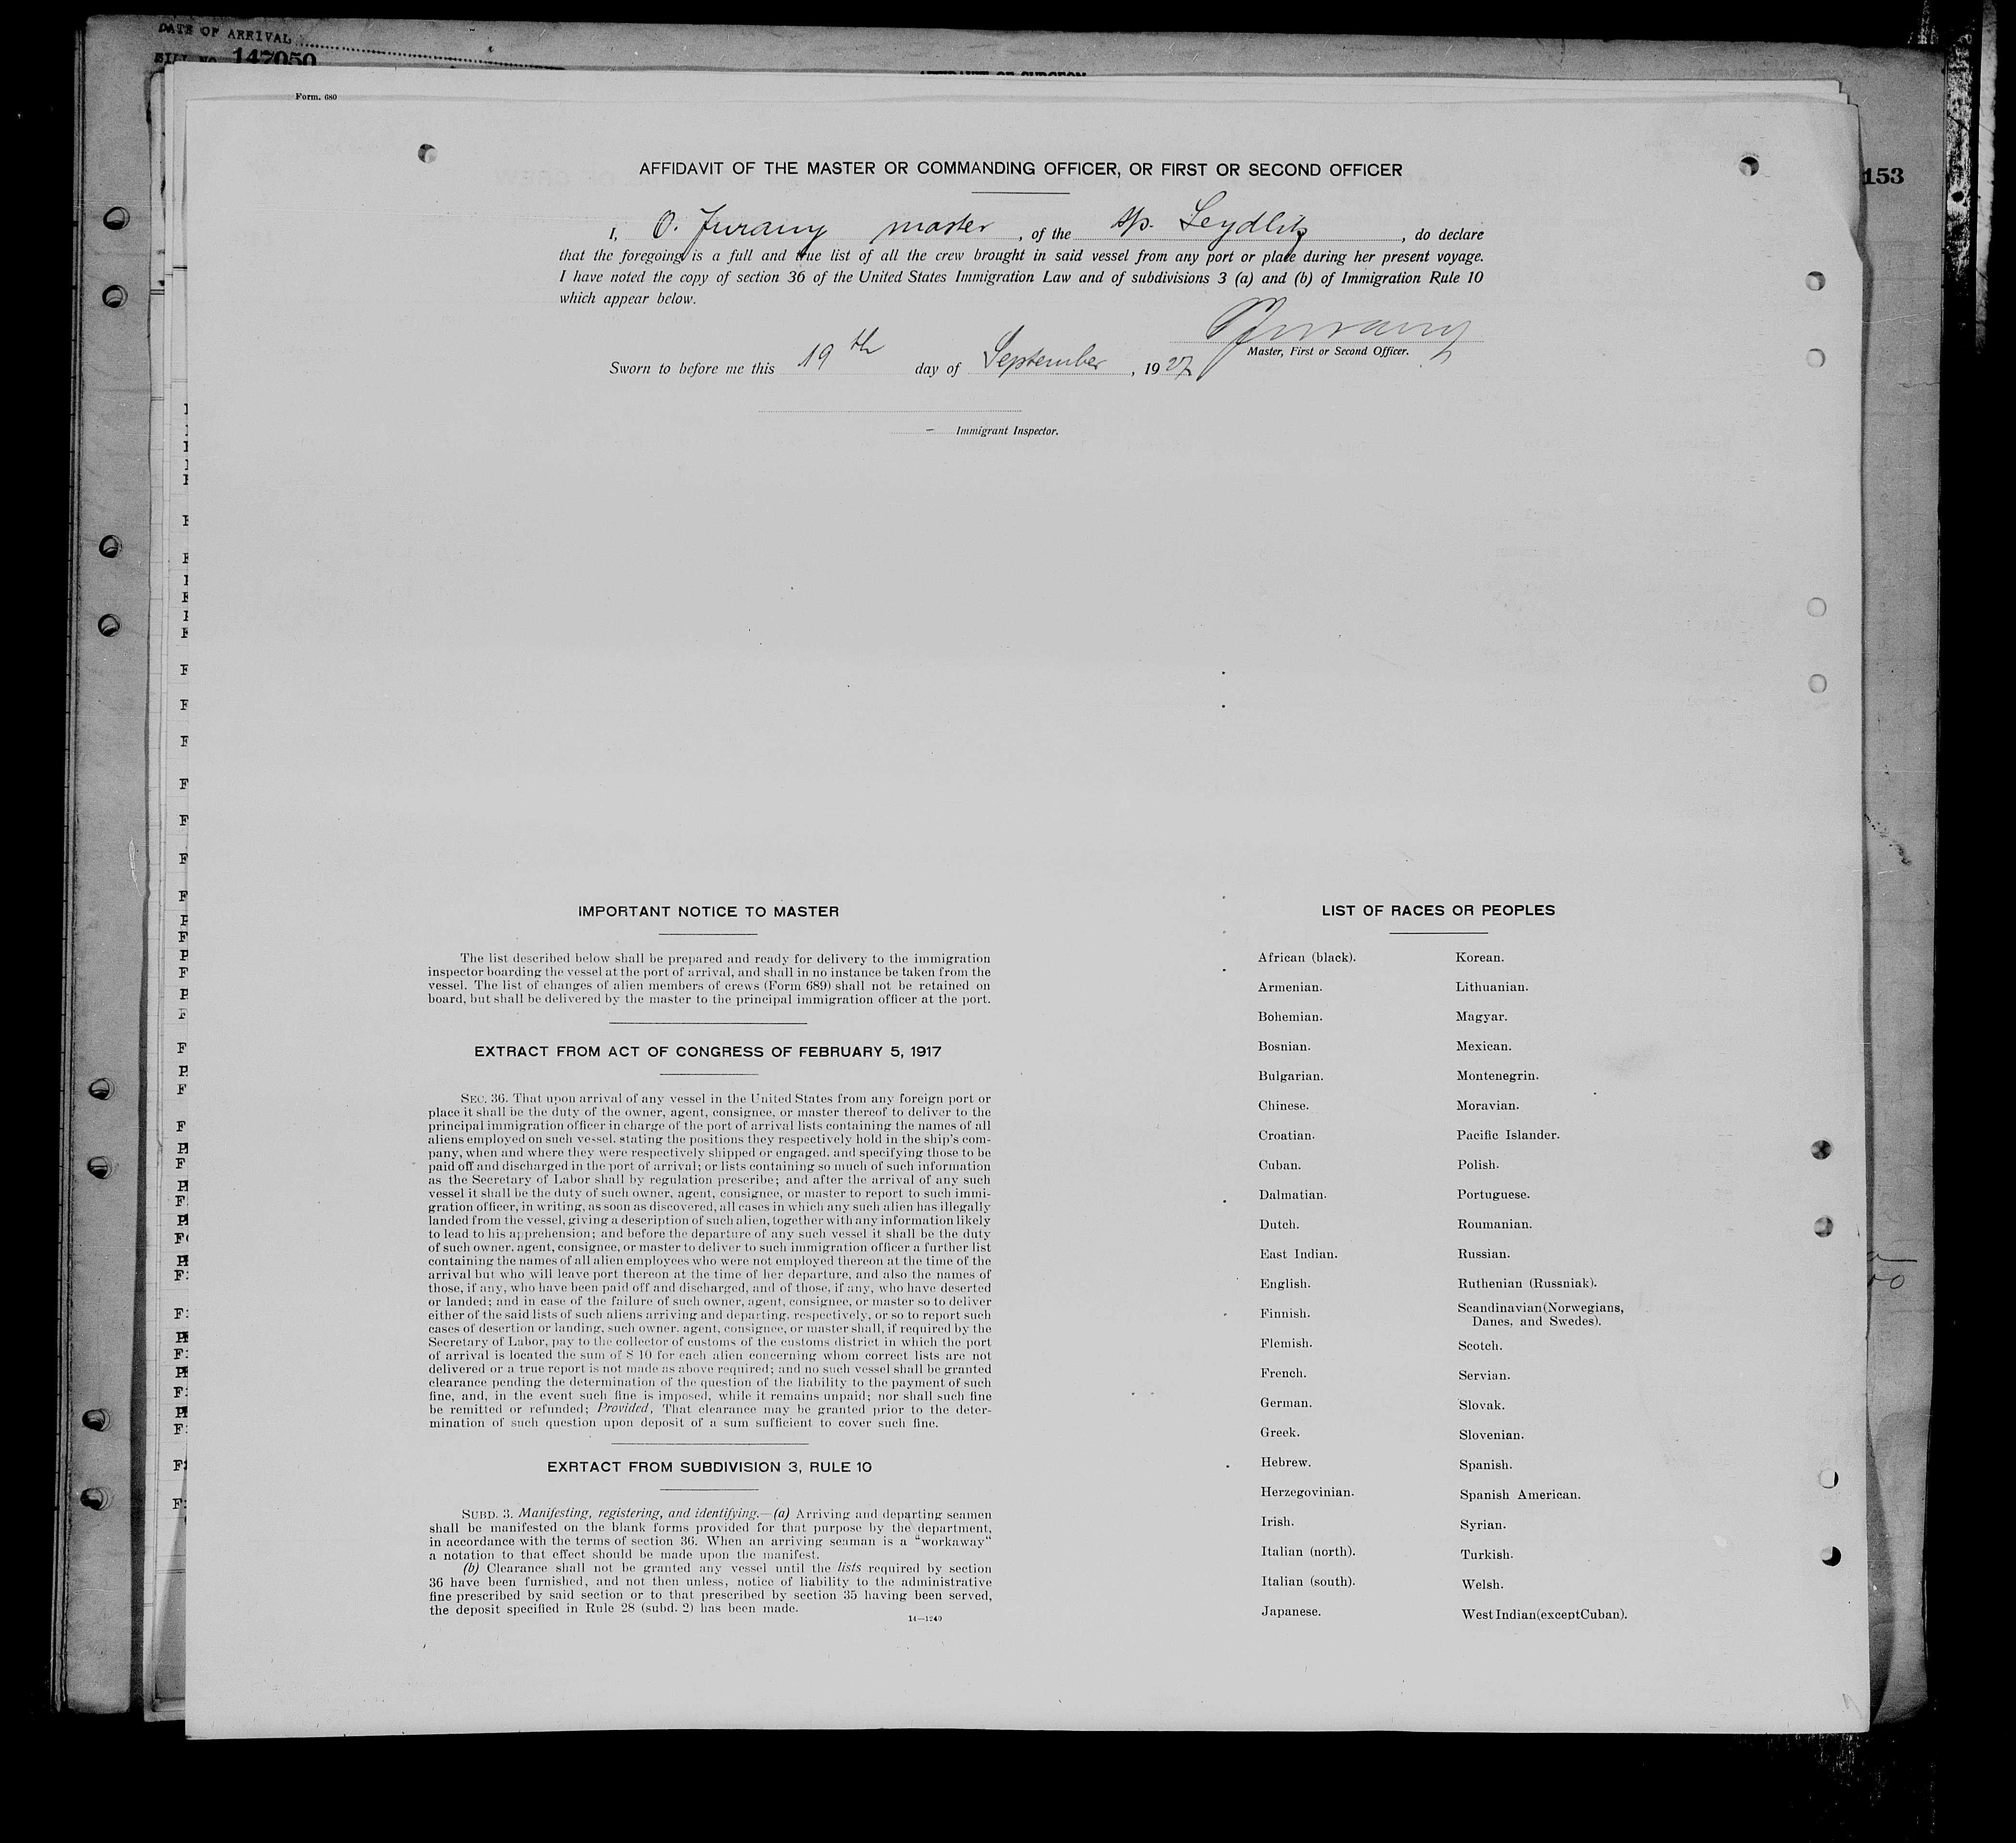 DATE OF ARRIVAL
BILL NO. 147050
153
Form. 680
AFFIDAVIT OF THE MASTER OR COMMANDING OFFICER, OR FIRST OR SECOND OFFICER
I, O. Jurany master, of the Seydlitz, do declare
that the foregoing is a full and true list of all the crew brought in said vessel from any port or place during her present voyage.
I have noted the copy of section 36 of the United States Immigration Law and of subdivisions 3 (a) and (b) of Immigration Rule 10
which appear below.
Master, First or Second Officer.
Sworn to before me this 19th day of September, 1927
Immigrant Inspector.
IMPORTANT NOTICE TO MASTER
The list described below shall be prepared and ready for delivery to the immigration
inspector boarding the vessel at the port of arrival, and shall in no instance be taken from the
vessel. The list of changes of alien members of crews (Form 689) shall not be retained on
board, but shall be delivered by the master to the principal immigration officer at the port.
EXTRACT FROM ACT OF CONGRESS OF FEBRUARY 5, 1917
SEC. 36. That upon arrival of any vessel in the United States from any foreign port or
place it shall be the duty of the owner, agent, consignee, or master thereof to deliver to the
principal immigration officer in charge of the port of arrival lists containing the names of all
aliens employed on such vessel, stating the positions they respectively hold in the ship's com-
pany, when and where they were respectively shipped or engaged, and specifying those to be
paid off and discharged in the port of arrival; or lists containing so much of such information
as the Secretary of Labor shall by regulation prescribe; and after the arrival of any such
vessel it shall be the duty of such owner, agent, consignee, or master to report to such immi-
gration officer, in writing, as soon as discovered, all cases in which any such alien has illegally
landed from the vessel, giving a description of such alien, together with any information likely
to lead to his apprehension; and before the departure of any such vessel it shall be the duty
of such owner, agent, consignee, or master to deliver to such immigration officer a further list
containing the names of all alien employees who were not employed thereon at the time of the
arrival but who will leave port thereon at the time of her departure, and also the names of
those, if any, who have been paid off and discharged, and of those, if any, who have deserted
or landed; and in case of the failure of such owner, agent, consignee, or master so to deliver
either of the said lists of such aliens arriving and departing, respectively, or so to report such
cases of desertion or landing, such owner, agent, consignee, or master shall, if required by the
Secretary of Labor, pay to the collector of customs of the customs district in which the port
of arrival is located the sum of $ 10 for each alien concerning whom correct lists are not
delivered or a true report is not made as above required; and no such vessel shall be granted
clearance pending the determination of the question of the liability to the payment of such
fine, and, in the event such fine is imposed, while it remains unpaid; nor shall such fine
be remitted or refunded; Provided, That clearance may be granted prior to the deter-
mination of such question upon deposit of a sum sufficient to cover such fine.
EXRTACT FROM SUBDIVISION 3, RULE 10
SUBD. 3. Manifesting, registering, and identifying.—(a) Arriving and departing seamen
shall be manifested on the blank forms provided for that purpose by the department,
in accordance with the terms of section 36. When an arriving seaman is a “workaway“
a notation to that effect should be made upon the manifest.
(b) Clearance shall not be granted any vessel until the lists required by section
36 have been furnished, and not then unless, notice of liability to the administrative
fine prescribed by said section or to that prescribed by section 35 having been served,
the deposit specified in Rule 28 (subd. 2) has been made.
14—1240
LIST OF RACES OR PEOPLES
African (black).
Armenian.
Bohemian.
Bosnian.
Bulgarian.
Chinese.
Croatian.
Cuban.
Dalmatian.
Dutch.
East Indian.
English.
Finnish.
Flemish.
French.
German.
Greek.
Hebrew.
Herzegovinian.
Irish.
Italian (north).
Italian (south).
Japanese.
Korean.
Lithuanian.
Magyar.
Mexican.
Montenegrin.
Moravian.
Pacific Islander.
Polish.
Portuguese.
Roumanian.
Russian.
Ruthenian (Russniak).
Scandinavian(Norwegians,
Danes, and Swedes).
Scotch.
Servian.
Slovak.
Slovenian.
Spanish.
Spanish American.
Syrian.
Turkish.
Welsh.
West Indian(exceptCuban).